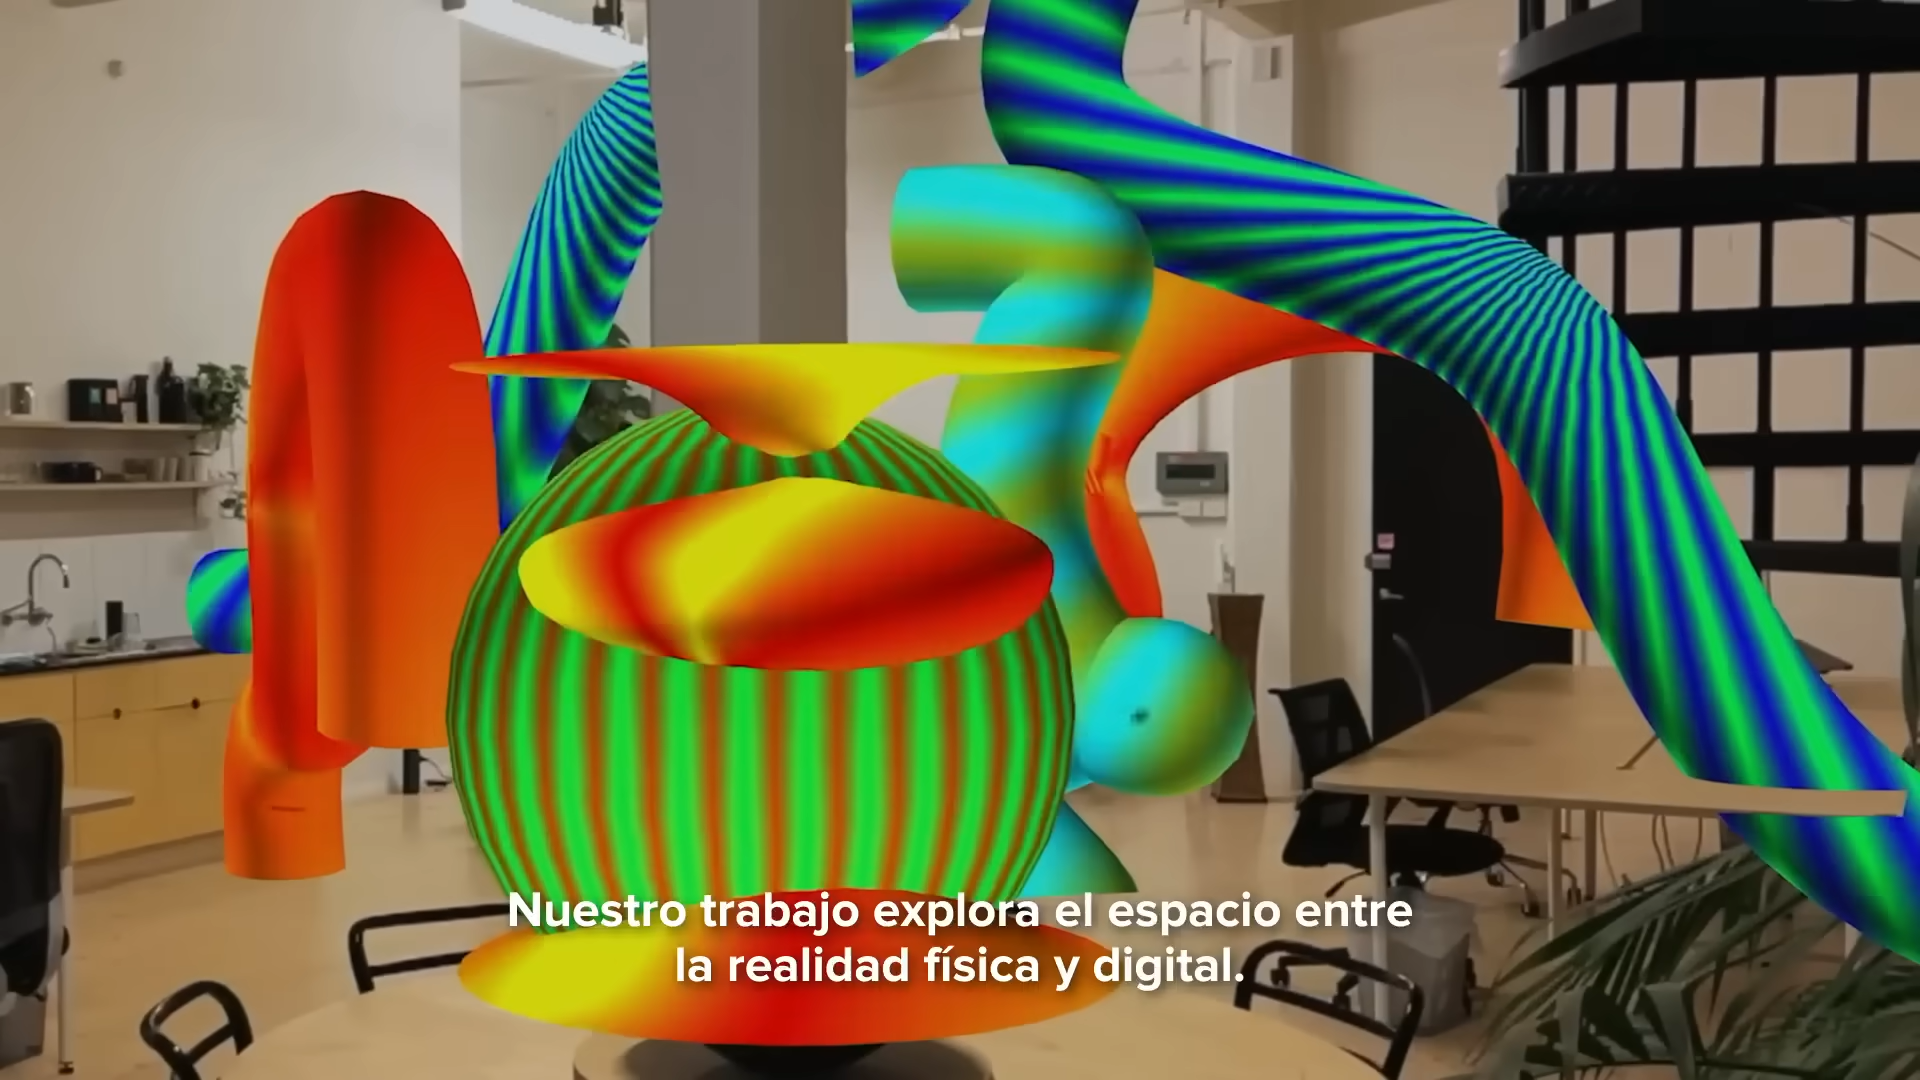 Nuestro trabajo explora el espacio entre
la realidad física y digital.